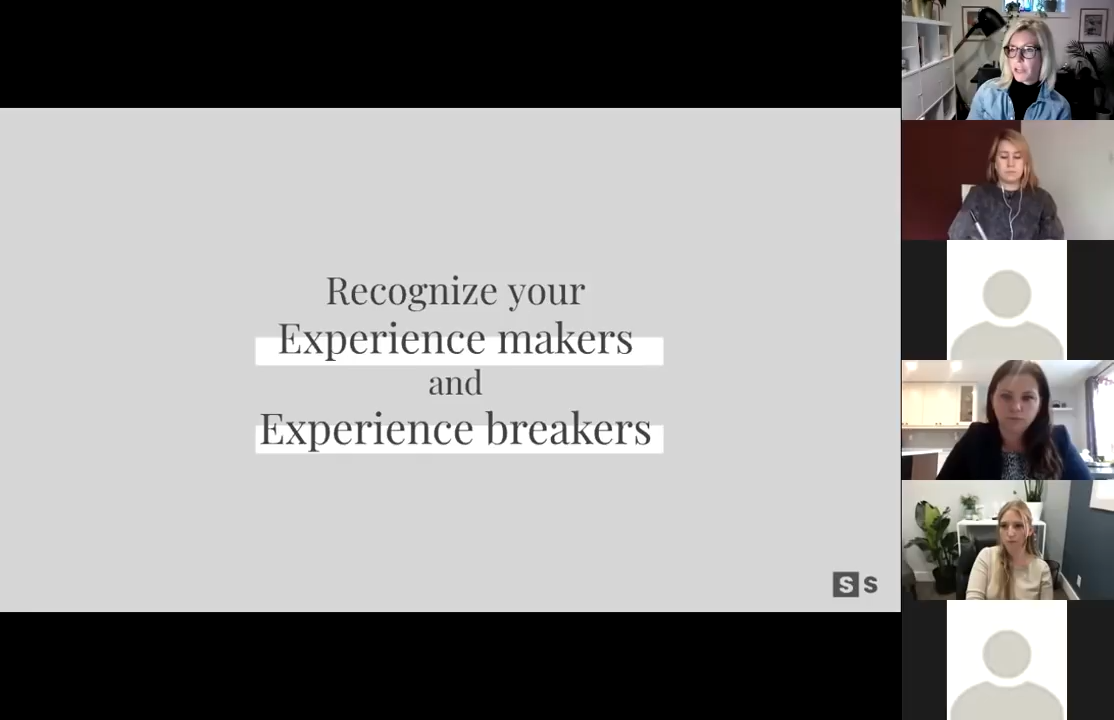 Recognize your
Experience makers
and
Experience breakers
S S